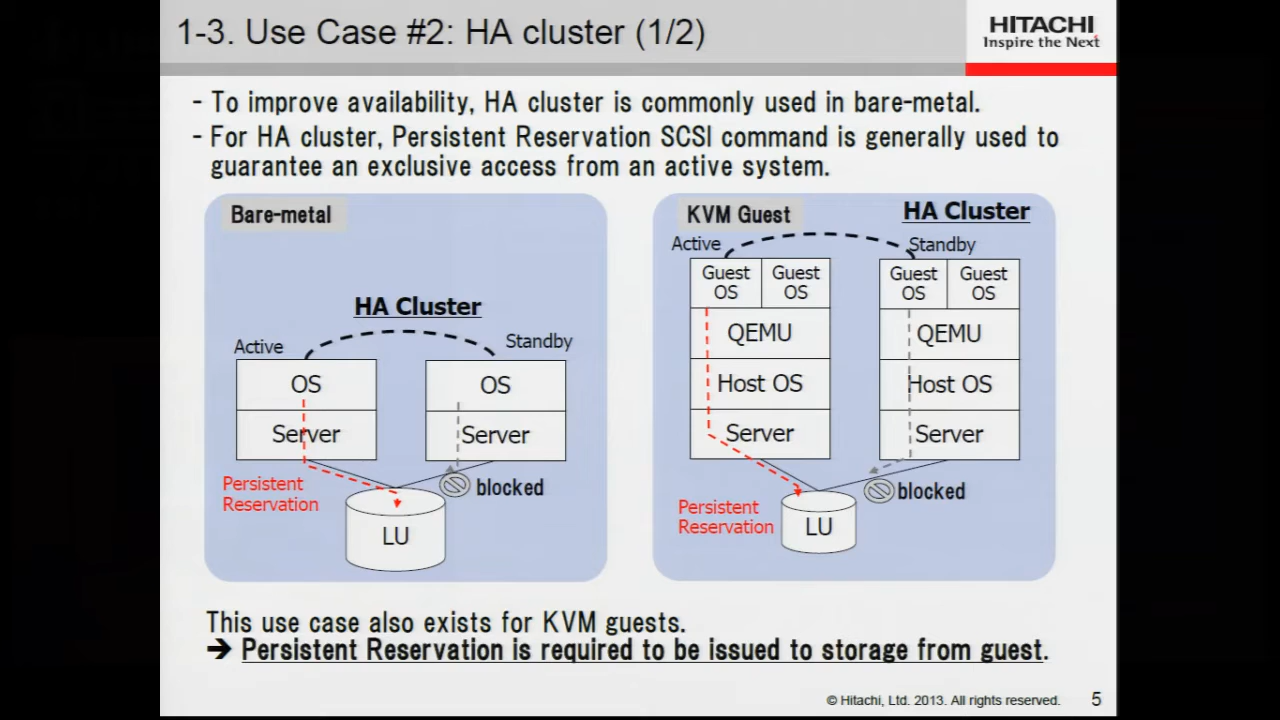 1-3. Use Case #2: HA cluster (1/2)
HITACHI
Inspire the Next
- To improve availability, HA cluster is commonly used in bare-metal.
- For HA cluster, Persistent Reservation SCSI command is generally used to
guarantee an exclusive access from an active system.
Bare-metal
HA Cluster
Active
Standby
OS
OS
Server
Server
Persistent
Reservation
blocked
LU
KVM Guest
HA Cluster
Active
Standby
Guest
OS
Guest
OS
Guest
OS
Guest
OS
QEMU
QEMU
Host OS
Host OS
Server
Server
Persistent
Reservation
blocked
LU
This use case also exists for KVM guests.
➔ Persistent Reservation is required to be issued to storage from guest.
© Hitachi, Ltd. 2013. All rights reserved.
5